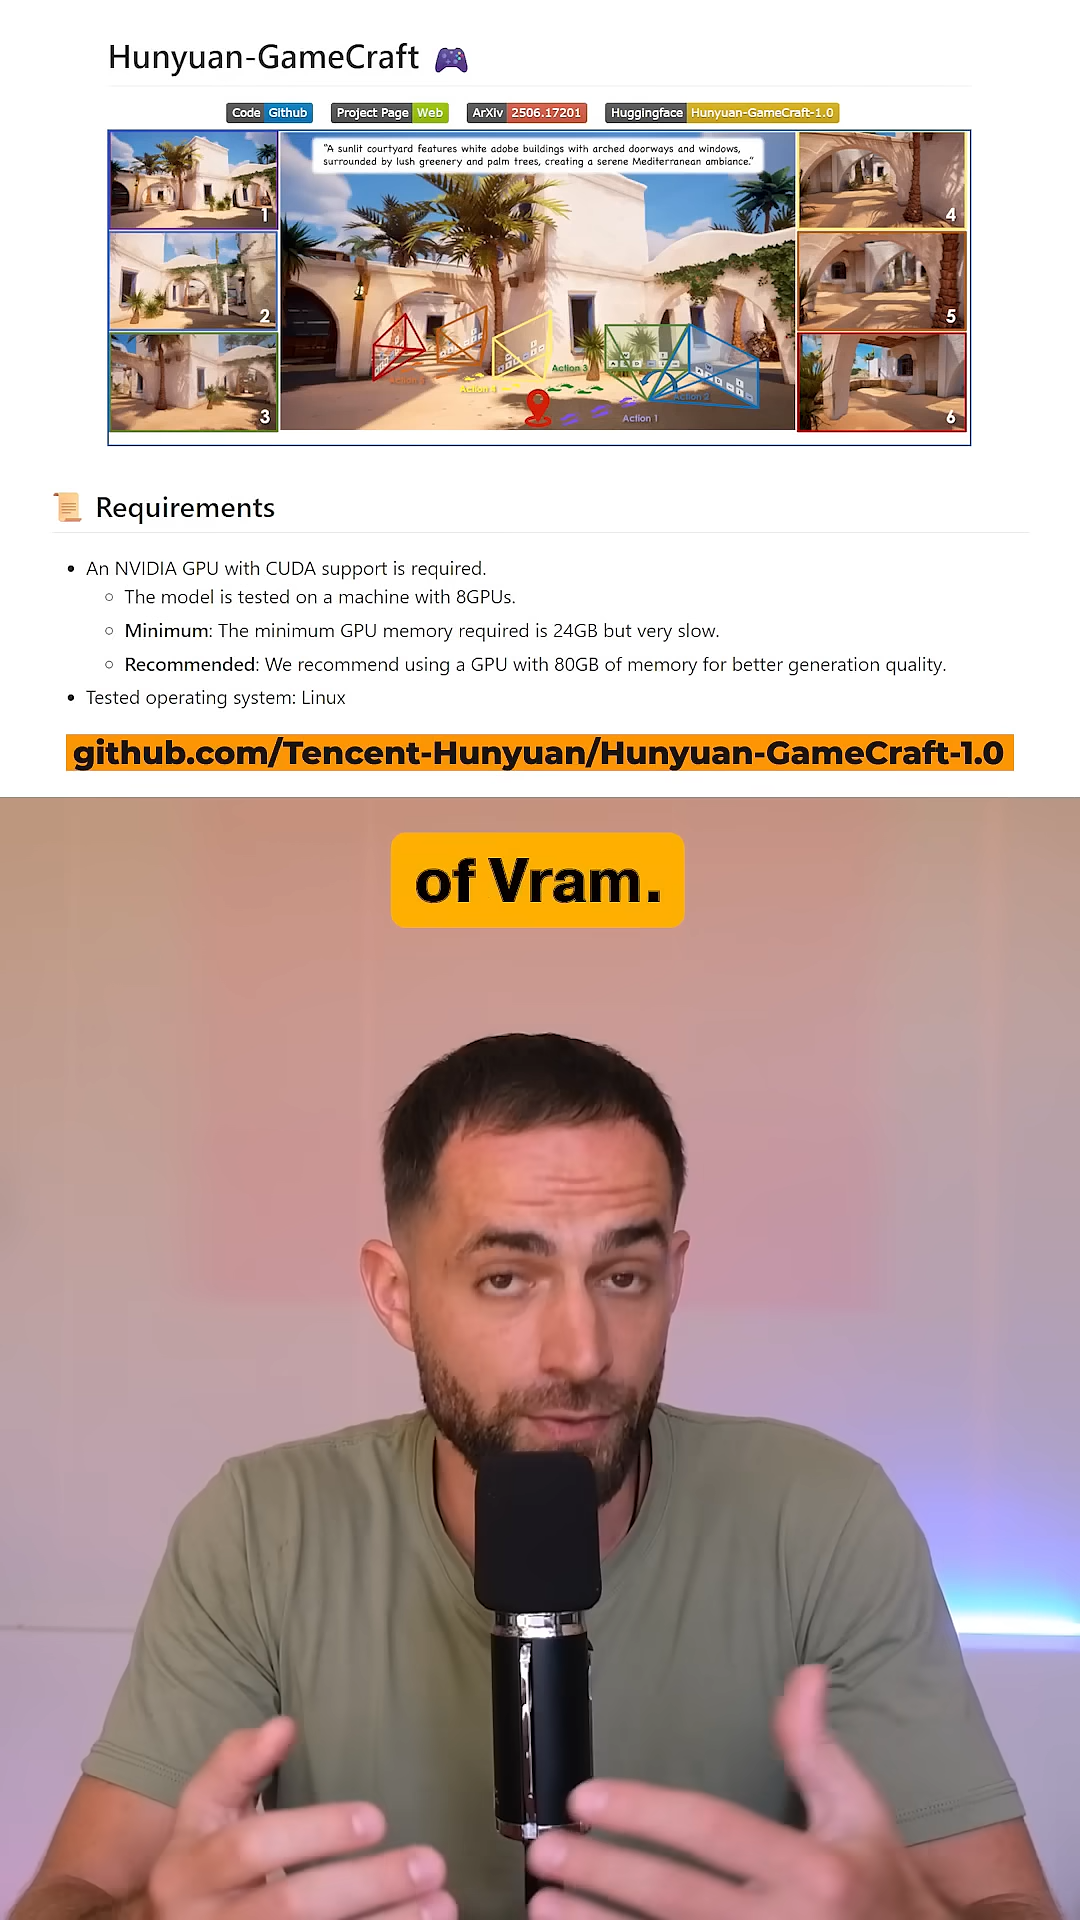 Hunyuan-GameCraft 🎮
Code Github
Project Page Web
ArXiv 2506.17201
Huggingface Hunyuan-GameCraft-1.0
"A sunlit courtyard features white adobe buildings with arched doorways and windows,
surrounded by lush greenery and palm trees, creating a serene Mediterranean ambiance."
1
2
3
4
5
6
Action 3
Action 4
Action 2
Action 1
📜 Requirements
• An NVIDIA GPU with CUDA support is required.
○ The model is tested on a machine with 8GPUs.
○ Minimum: The minimum GPU memory required is 24GB but very slow.
○ Recommended: We recommend using a GPU with 80GB of memory for better generation quality.
• Tested operating system: Linux
github.com/Tencent-Hunyuan/Hunyuan-GameCraft-1.0
of Vram.